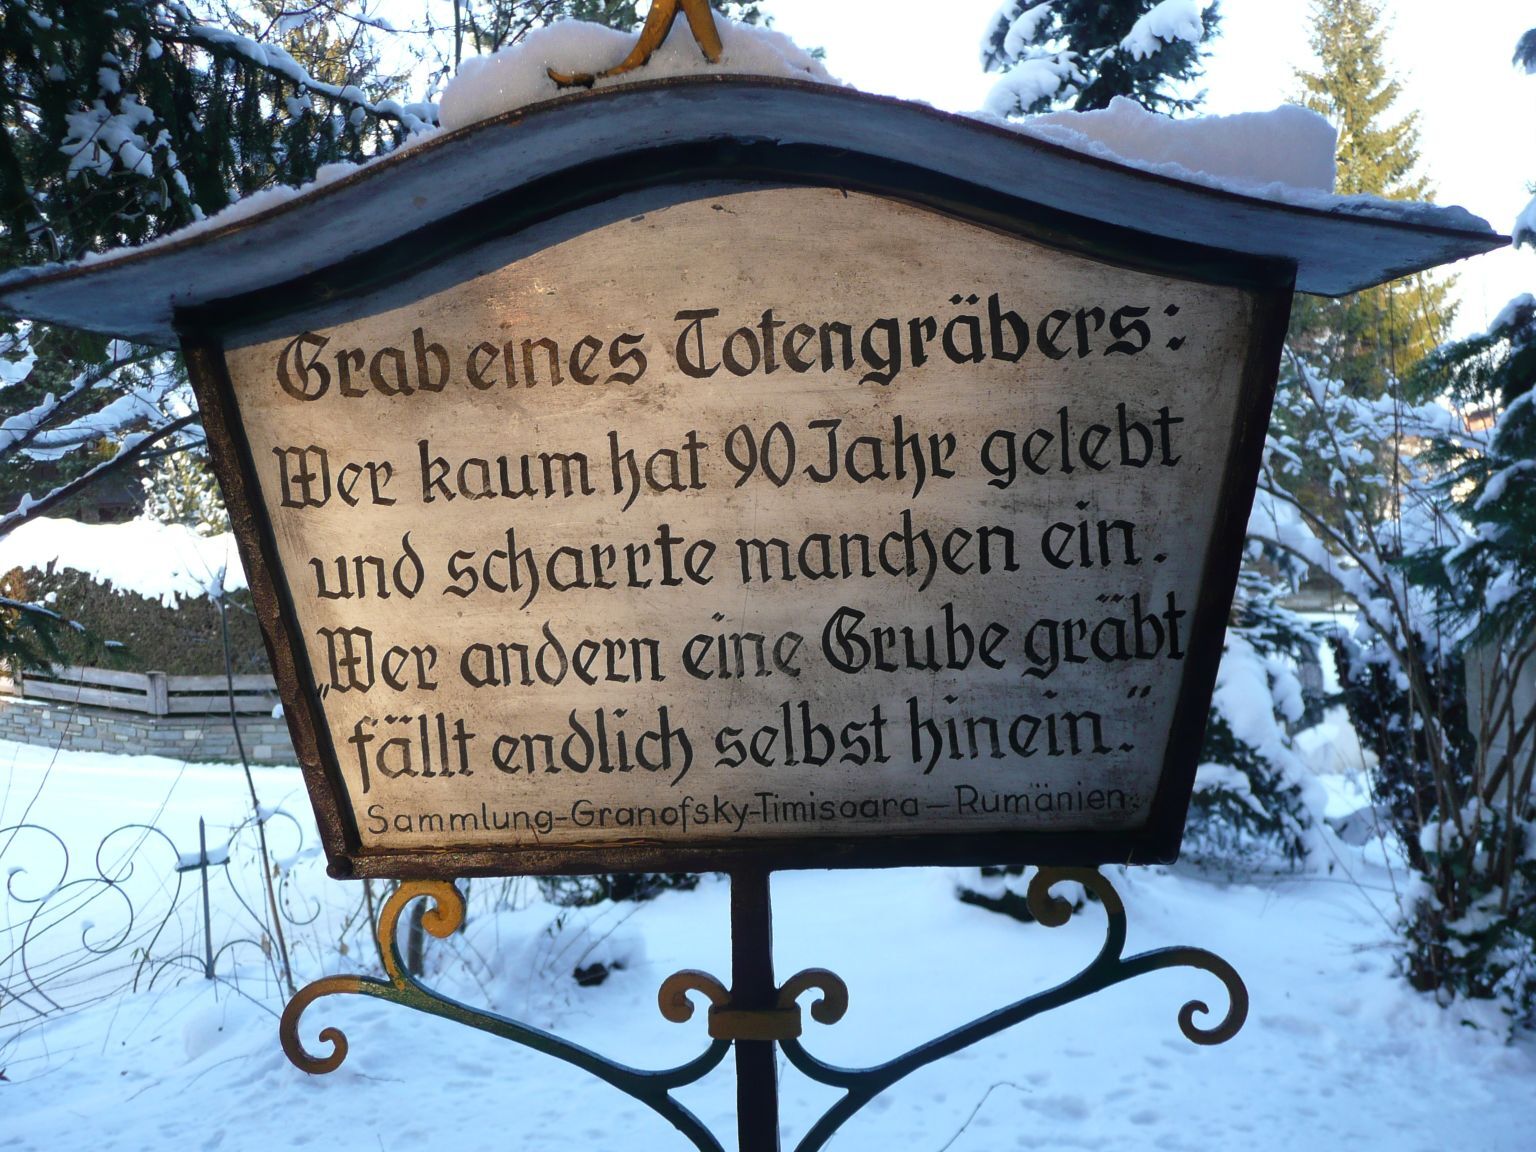 Grab eines Totengräbers:
Wer kaum hat 90 Jahr gelebt
und scharrte manchen ein.
„Wer andern eine Grube gräbt
fällt endlich selbst hinein."
Sammlung-Granofsky-Timisoara-Rumänien.